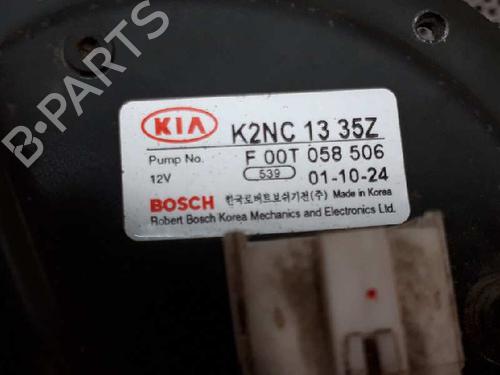 B-PARTS
KIA K2NC 13 35Z
Pump No. F 00T 058 506
12V 539 01-10-24
BOSCH 한국로버트보쉬기전(주) Made in Korea
Robert Bosch Korea Mechanics and Electronics Ltd.